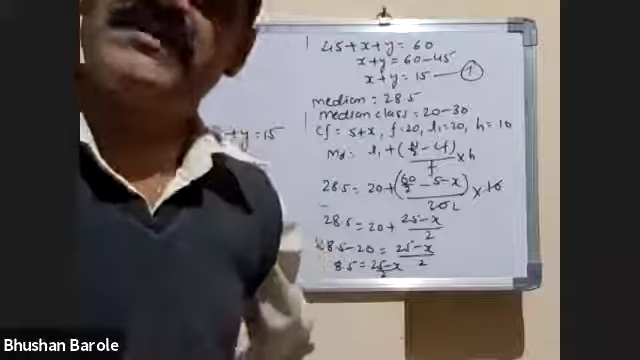 45+x+y = 60
x+y = 60-45
x+y = 15 —— 1
median = 28.5
median class = 20-30
cf = 5+x, f=20, l₁=20, h=10
Md = l₁ + (N/2 - cf)/f × h
x+y=15
28.5 = 20+(60/2 - 5-x)/20 2 × 10
28.5 = 20 + 25-x/2
28.5-20 = 25-x/2
8.5 = 25-x/2
Bhushan Barole